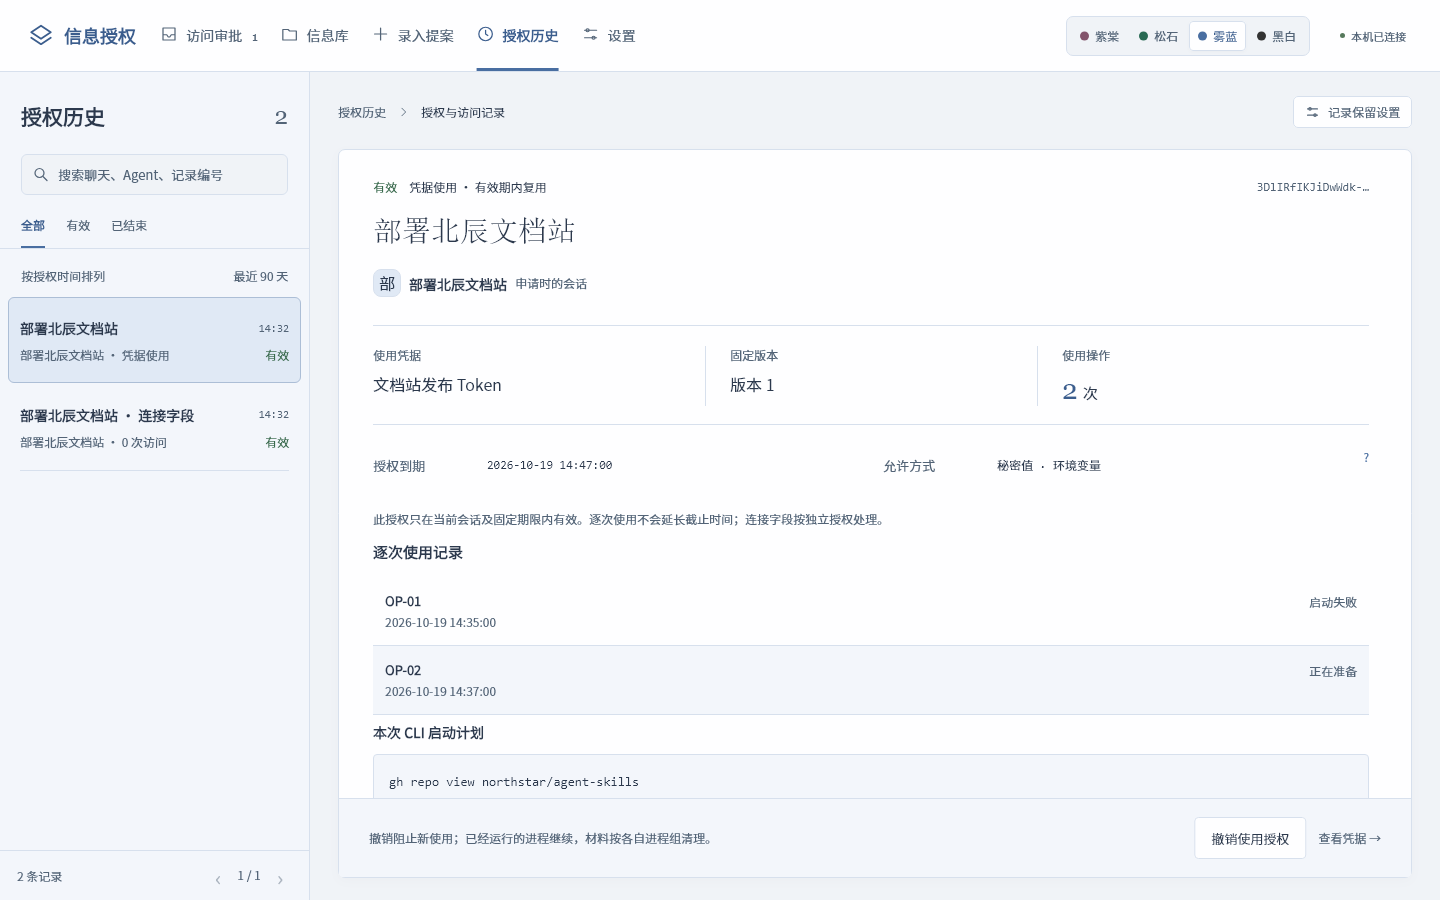 信息授权
访问审批 1
信息库
录入提案
授权历史
设置
紫棠
松石
雾蓝
黑白
本机已连接
授权历史 2
搜索聊天、Agent、记录编号
全部 有效 已结束
按授权时间排列 最近 90 天
部署北辰文档站 14:32
部署北辰文档站 · 凭据使用 有效
部署北辰文档站 · 连接字段 14:32
部署北辰文档站 · 0 次访问 有效
2 条记录 ‹ 1 / 1 ›
授权历史 > 授权与访问记录
记录保留设置
有效 凭据使用 · 有效期内复用 3DlIRfIKJiDwWdk-…
部署北辰文档站
部 部署北辰文档站 申请时的会话
使用凭据 固定版本 使用操作
文档站发布 Token 版本 1 2 次
授权到期 2026-10-19 14:47:00 允许方式 秘密值 · 环境变量 ?
此授权只在当前会话及固定期限内有效。逐次使用不会延长截止时间；连接字段按独立授权处理。
逐次使用记录
OP-01 启动失败
2026-10-19 14:35:00
OP-02 正在准备
2026-10-19 14:37:00
本次 CLI 启动计划
gh repo view northstar/agent-skills
撤销阻止新使用；已经运行的进程继续，材料按各自进程组清理。
撤销使用授权
查看凭据 →